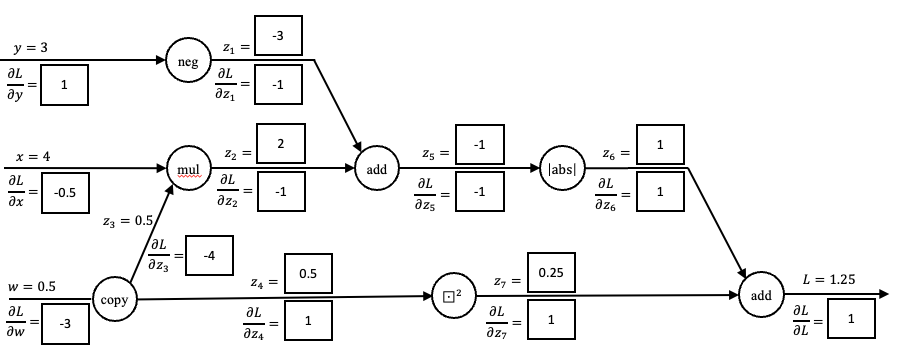 y = 3
neg
z₁ = -3
∂L/∂y = 1
∂L/∂z₁ = -1
x = 4
mul
z₂ = 2
add
z₅ = -1
|abs|
z₆ = 1
∂L/∂x = -0.5
∂L/∂z₂ = -1
∂L/∂z₅ = -1
∂L/∂z₆ = 1
z₃ = 0.5
∂L/∂z₃ = -4
w = 0.5
copy
z₄ = 0.5
⊡²
z₇ = 0.25
add
L = 1.25
∂L/∂w = -3
∂L/∂z₄ = 1
∂L/∂z₇ = 1
∂L/∂L = 1